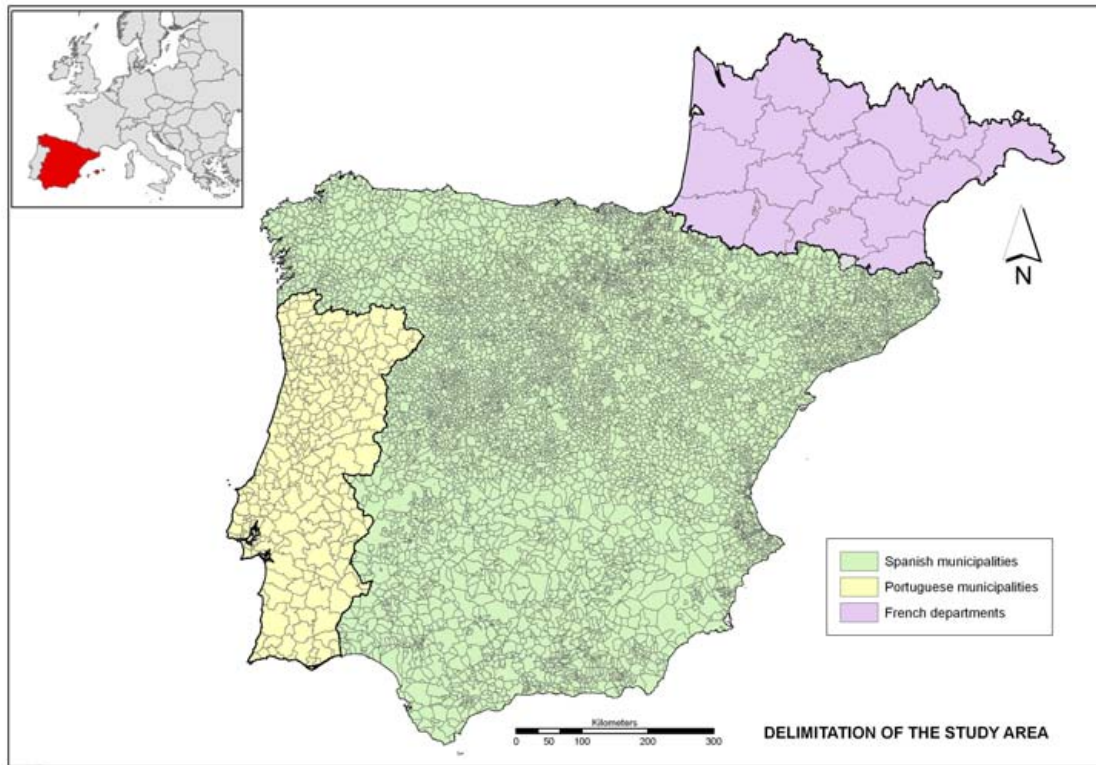 N
Spanish municipalities
Portuguese municipalities
French departments
Kilometers
0 50 100 200 300
DELIMITATION OF THE STUDY AREA